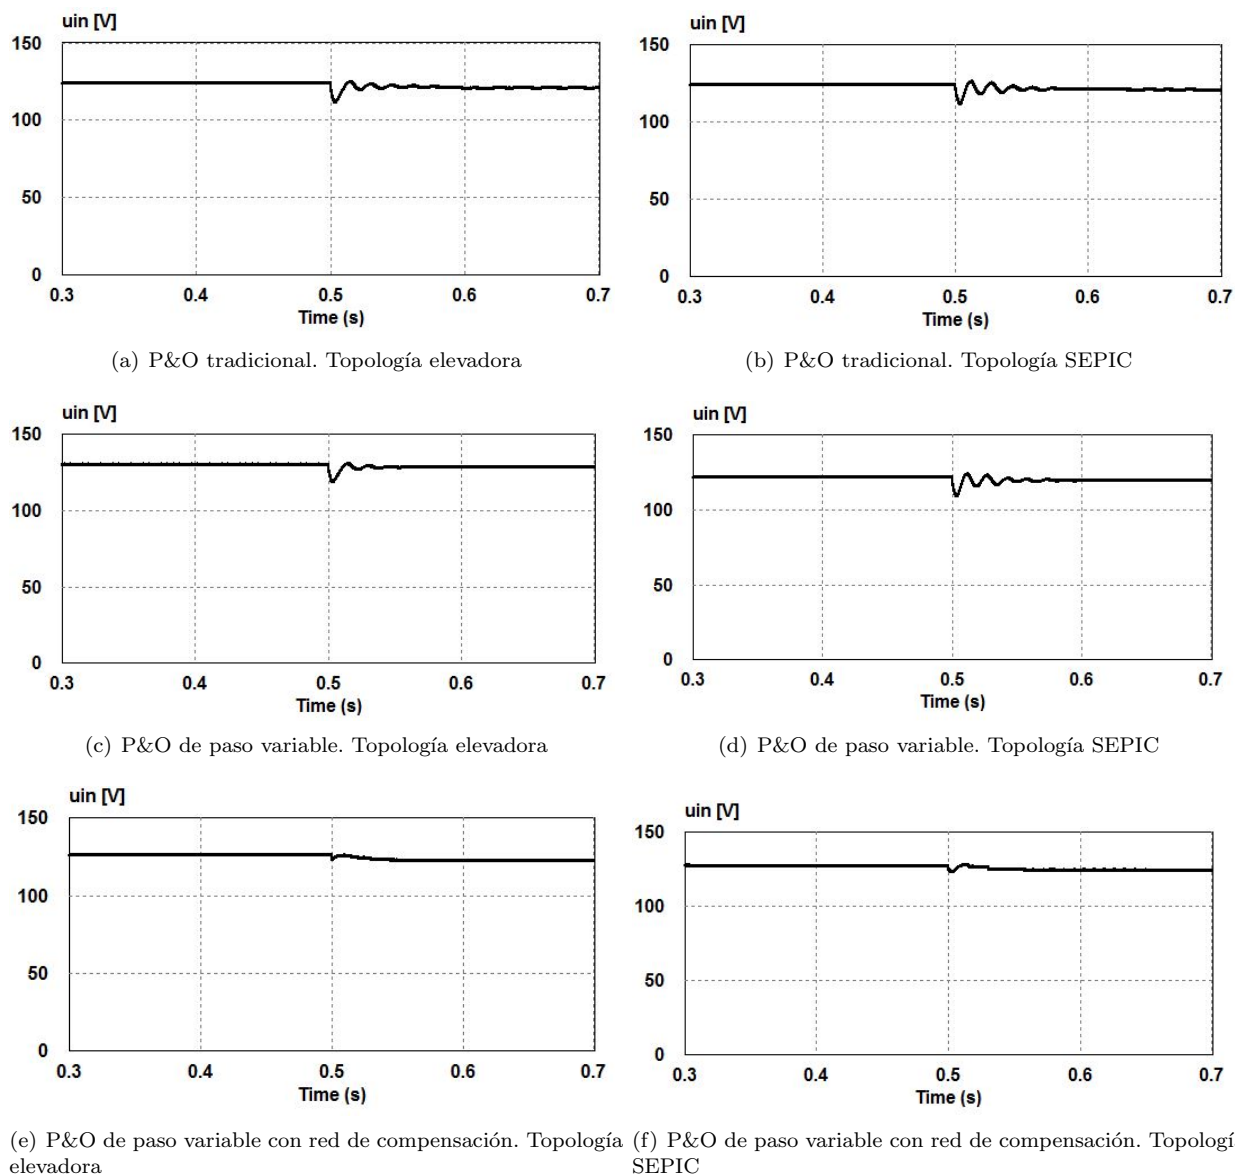 uin [V]
150
100
50
0
0.3 0.4 0.5 0.6 0.7
Time (s)
(a) P&O tradicional. Topología elevadora
uin [V]
150
100
50
0
0.3 0.4 0.5 0.6 0.7
Time (s)
(b) P&O tradicional. Topología SEPIC
uin [V]
150
100
50
0
0.3 0.4 0.5 0.6 0.7
Time (s)
(c) P&O de paso variable. Topología elevadora
uin [V]
150
100
50
0
0.3 0.4 0.5 0.6 0.7
Time (s)
(d) P&O de paso variable. Topología SEPIC
uin [V]
150
100
50
0
0.3 0.4 0.5 0.6 0.7
Time (s)
(e) P&O de paso variable con red de compensación. Topología
elevadora
uin [V]
150
100
50
0
0.3 0.4 0.5 0.6 0.7
Time (s)
(f) P&O de paso variable con red de compensación. Topologí
SEPIC